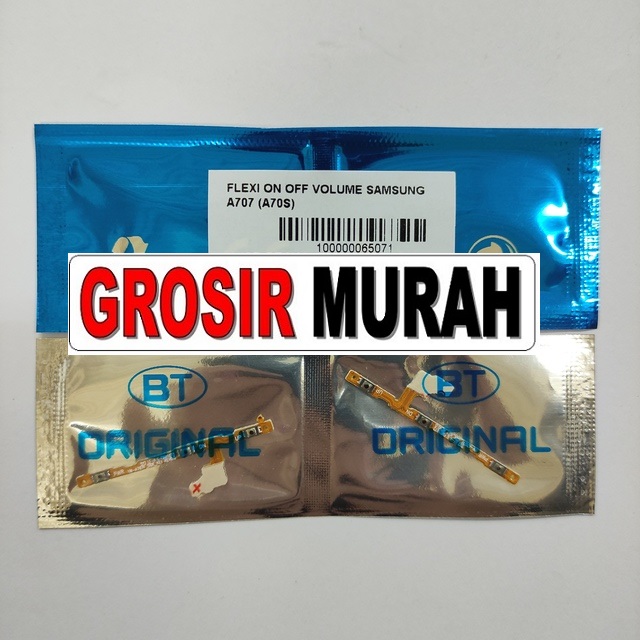 FLEXI ON OFF VOLUME SAMSUNG
A707 (A70S)
100000065071
GROSIR MURAH
BT
BT
ORIGINAL
ORIGINAL
x